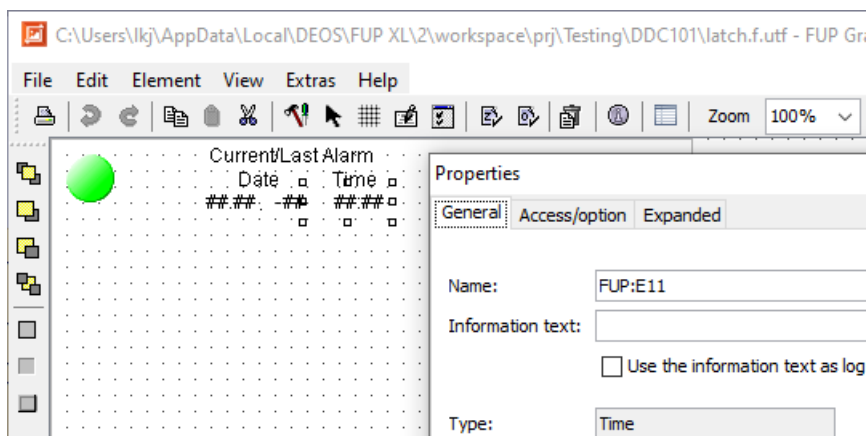 C:\Users\lkj\AppData\Local\DEOS\FUP XL\2\workspace\prj\Testing\DDC101\latch.f.utf - FUP Gra
File Edit Element View Extras Help
Zoom 100%
Current/Last Alarm
Date Time
##.##. -## ##:##
Properties
General Access/option Expanded
Name: FUP:E11
Information text:
Use the information text as log
Type: Time